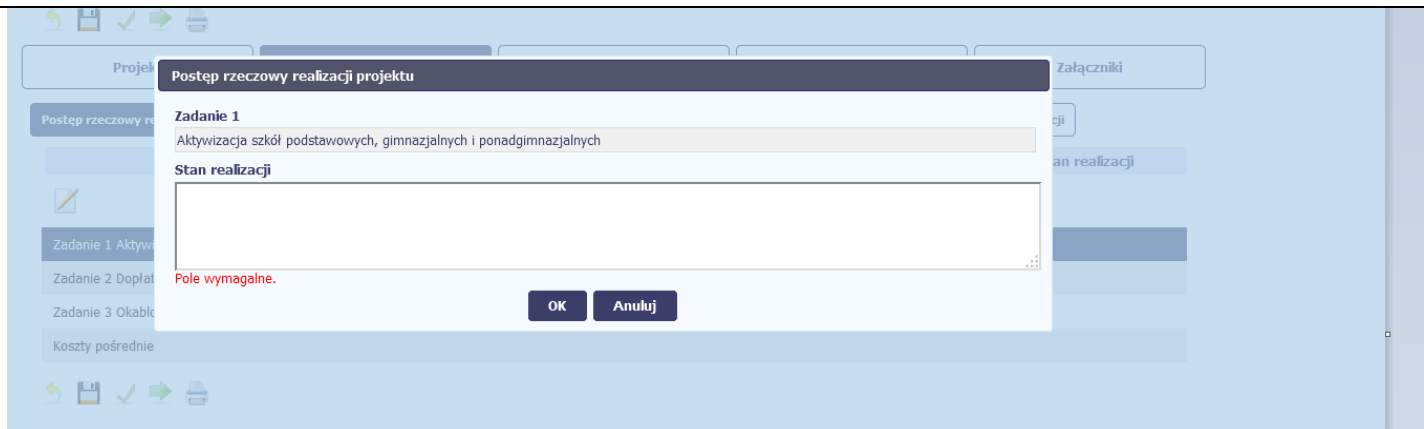 Projek
Załączniki
Postęp rzeczowy realizacji projektu
Postęp rzeczowy re
cji
Zadanie 1
Aktywizacja szkół podstawowych, gimnazjalnych i ponadgimnazjalnych
Stan realizacji
an realizacji
Zadanie 1 Aktywi
Zadanie 2 Dopłat
Pole wymagalne.
OK Anuluj
Zadanie 3 Okablo
Koszty pośrednie